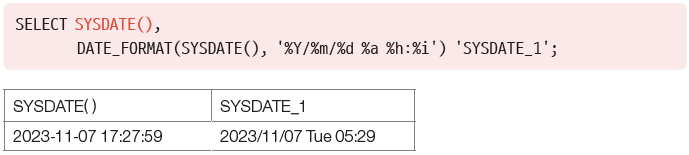 SELECT SYSDATE(),
DATE_FORMAT(SYSDATE(), '%Y/%m/%d %a %h:%i') 'SYSDATE_1';
SYSDATE( ) SYSDATE_1
2023-11-07 17:27:59 2023/11/07 Tue 05:29